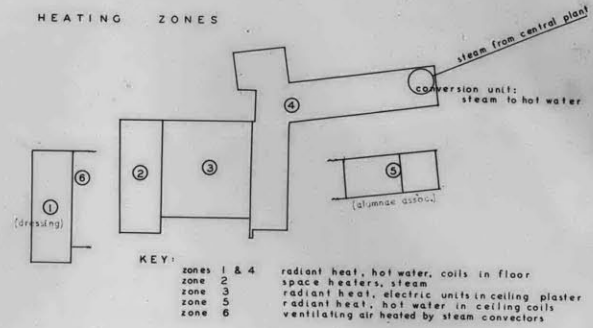 HEATING ZONES
steam from central plant
conversion unit:
steam to hot water
4
6
2
3
5
1
(dressing)
(alumnae assoc.)
KEY:
zones 1 & 4 radiant heat, hot water, coils in floor
zone 2 space heaters, steam
zone 3 radiant heat, electric units in ceiling plaster
zone 5 radiant heat, hot water in ceiling coils
zone 6 ventilating air heated by steam convectors